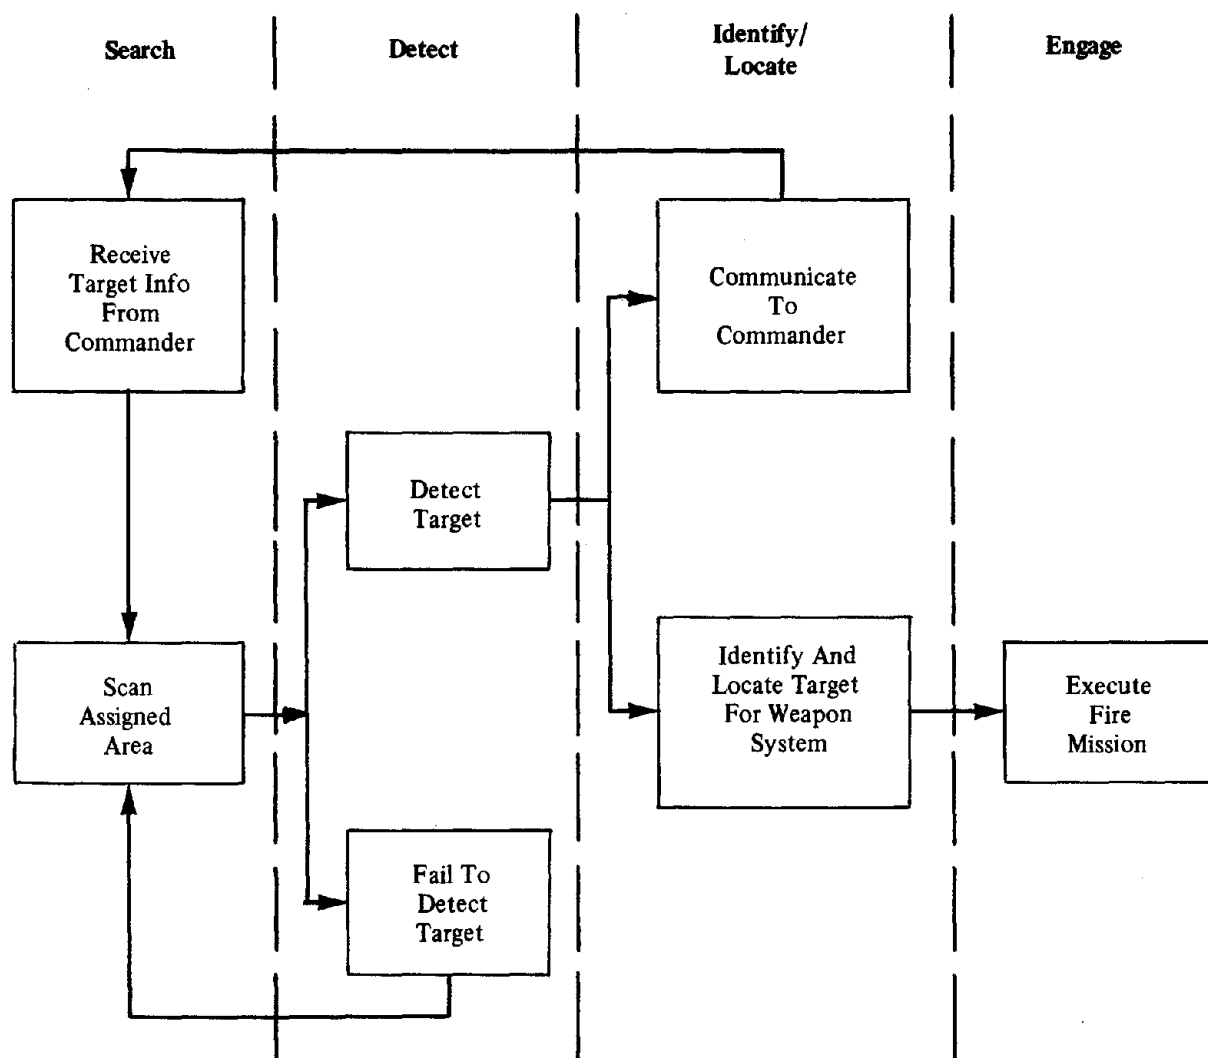 Search
Detect
Identify/
Locate
Engage
Receive
Target Info
From
Commander
Communicate
To
Commander
Detect
Target
Scan
Assigned
Area
Identify And
Locate Target
For Weapon
System
Execute
Fire
Mission
Fail To
Detect
Target